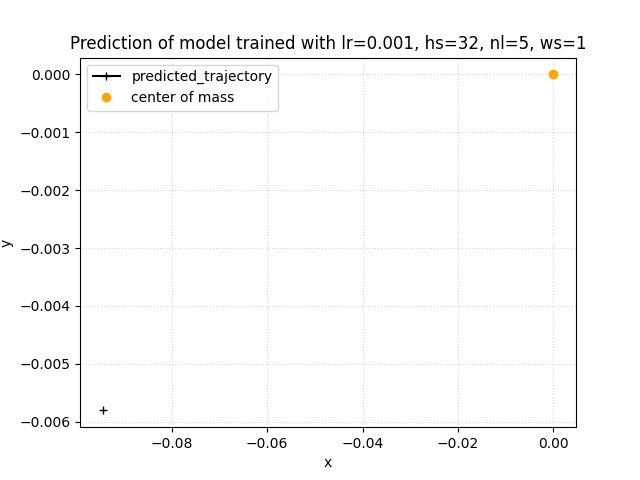 Prediction of model trained with lr=0.001, hs=32, nl=5, ws=1
predicted_trajectory
center of mass
0.000
−0.001
−0.002
−0.003
−0.004
−0.005
−0.006
y
−0.08
−0.06
−0.04
−0.02
0.00
x